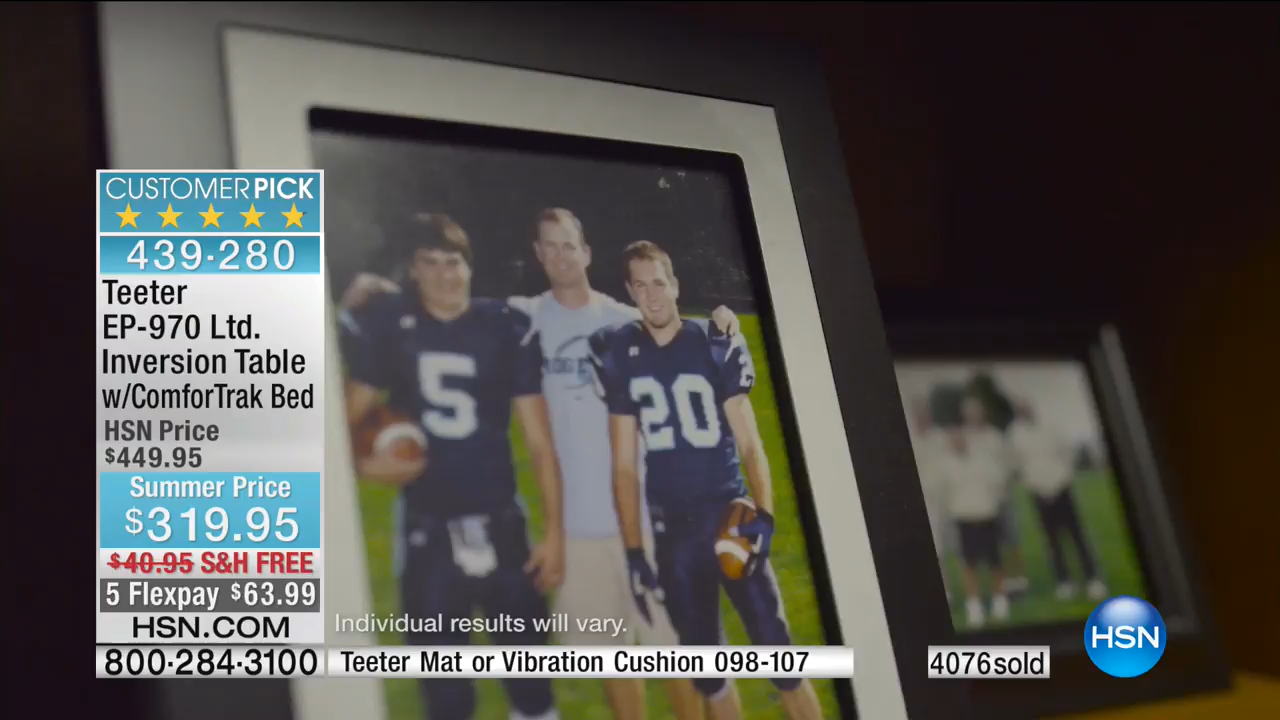 CUSTOMERPICK
439·280
Teeter
EP-970 Ltd.
Inversion Table
w/ComforTrak Bed
HSN Price
$449.95
Summer Price
$319.95
$40.95 S&H FREE
5 Flexpay $63.99
HSN.COM
800·284·3100
Individual results will vary.
Teeter Mat or Vibration Cushion 098-107
4076sold
HSN
5
20
2